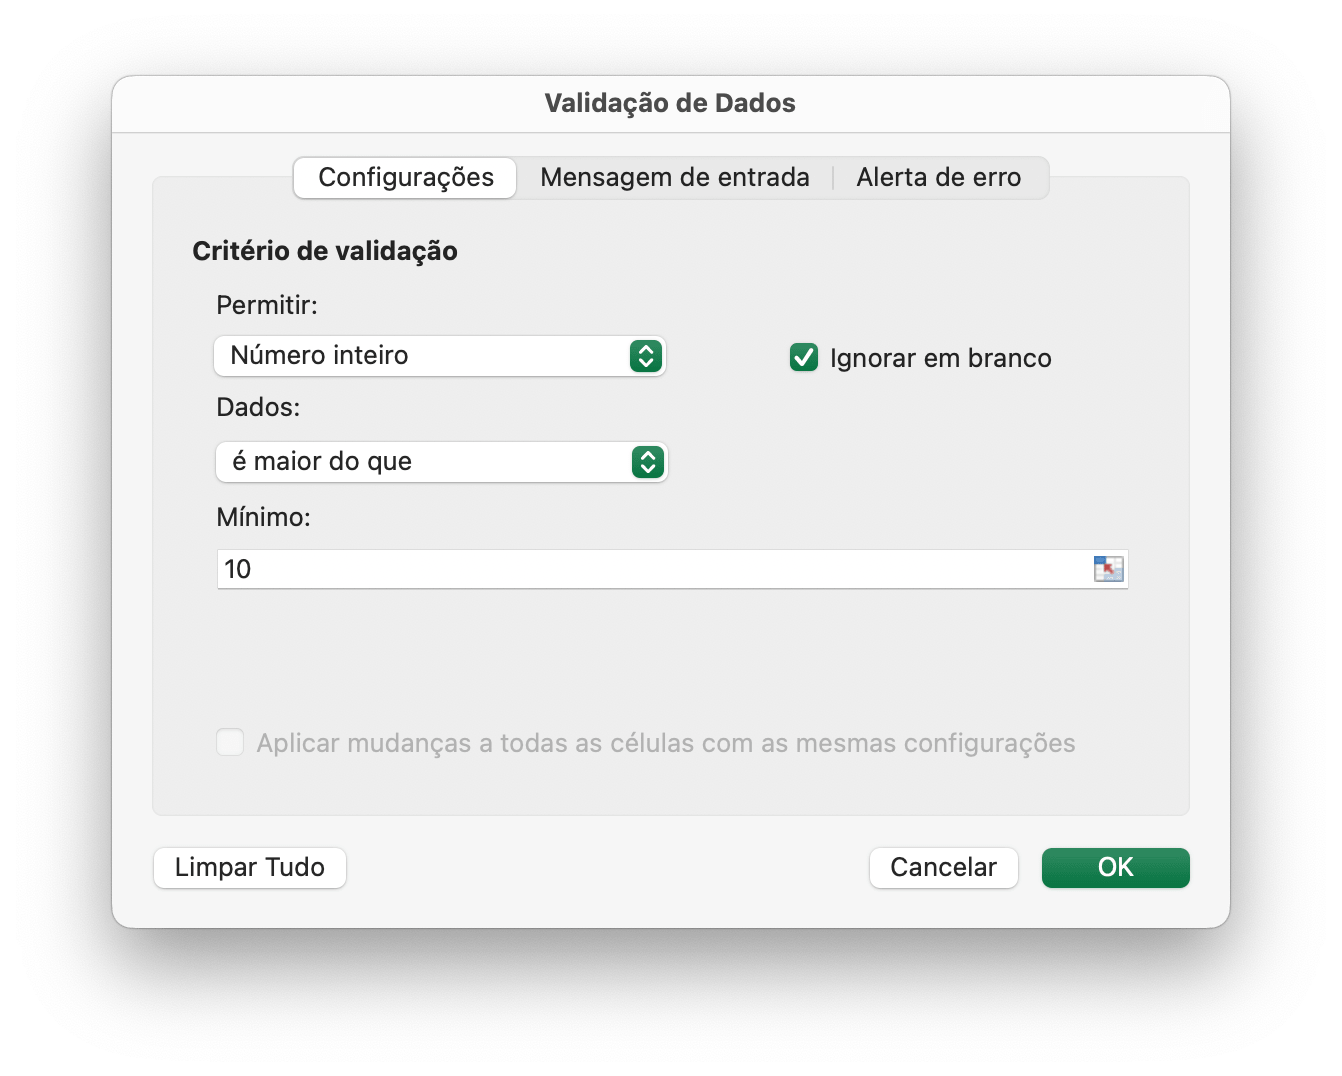 Validação de Dados
Configurações
Mensagem de entrada
Alerta de erro
Critério de validação
Permitir:
Número inteiro
Ignorar em branco
Dados:
é maior do que
Mínimo:
10
Aplicar mudanças a todas as células com as mesmas configurações
Limpar Tudo
Cancelar
OK